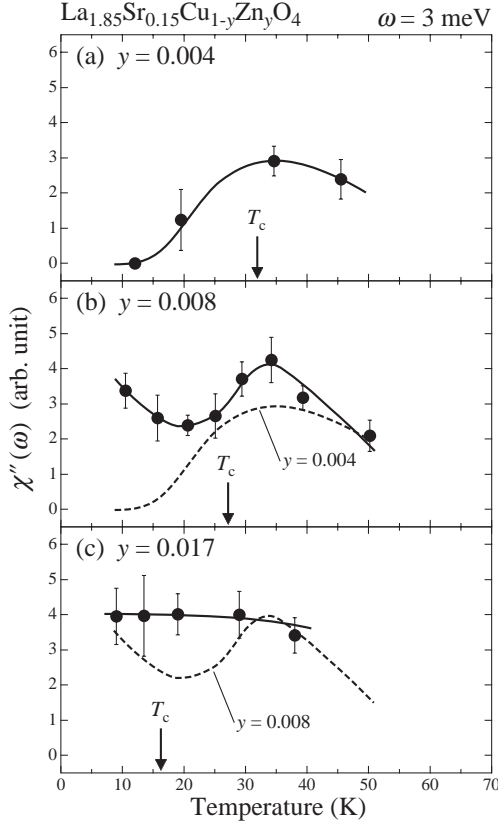 La1.85Sr0.15Cu1-yZnyO4 ω = 3 meV
(a) y = 0.004
6
5
4
3
2
1
0
Tc
(b) y = 0.008
6
5
4
3
2
1
0
y = 0.004
Tc
χ″(ω) (arb. unit)
(c) y = 0.017
6
5
4
3
2
1
0
Tc
y = 0.008
0 10 20 30 40 50 60 70
Temperature (K)